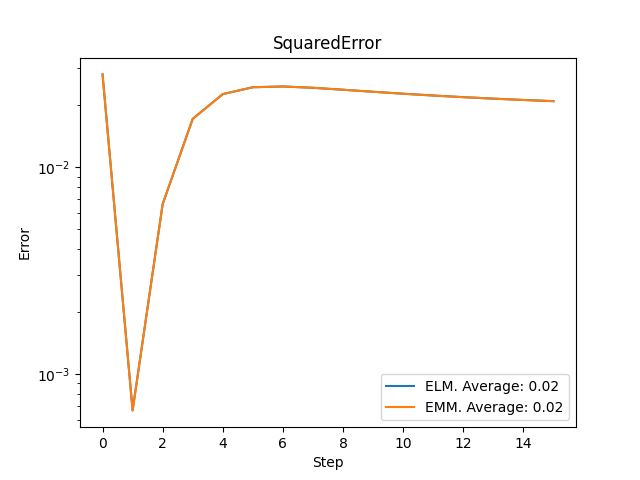 SquaredError
Error
10⁻²
10⁻³
ELM. Average: 0.02
EMM. Average: 0.02
0 2 4 6 8 10 12 14
Step